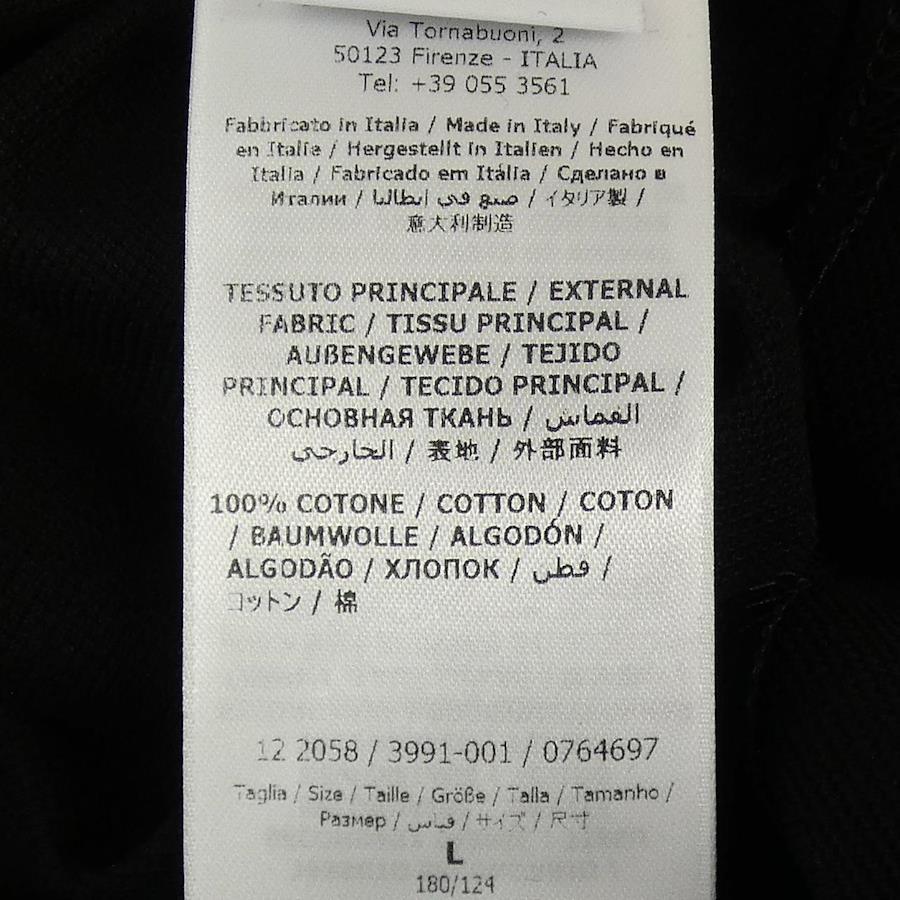 Via Tornabuoni, 2
50123 Firenze - ITALIA
Tel: +39 055 3561
Fabbricato in Italia / Made in Italy / Fabriqué
en Italie / Hergestellt in Italien / Hecho en
Italia / Fabricado em Itália / Сделано в
Италии / صنع في ايطاليا / イタリア製 /
意大利制造
TESSUTO PRINCIPALE / EXTERNAL
FABRIC / TISSU PRINCIPAL /
AUßENGEWEBE / TEJIDO
PRINCIPAL / TECIDO PRINCIPAL /
ОСНОВНАЯ ТКАНЬ / القماش
الخارجي / 表地 / 外部面料
100% COTONE / COTTON / COTON
/ BAUMWOLLE / ALGODÓN /
ALGODÃO / ХЛОПОК / قطن /
コットン / 棉
12 2058 / 3991-001 / 0764697
Taglia / Size / Taille / Größe / Talla / Tamanho /
Размер / قياس / サイズ / 尺寸
L
180/124